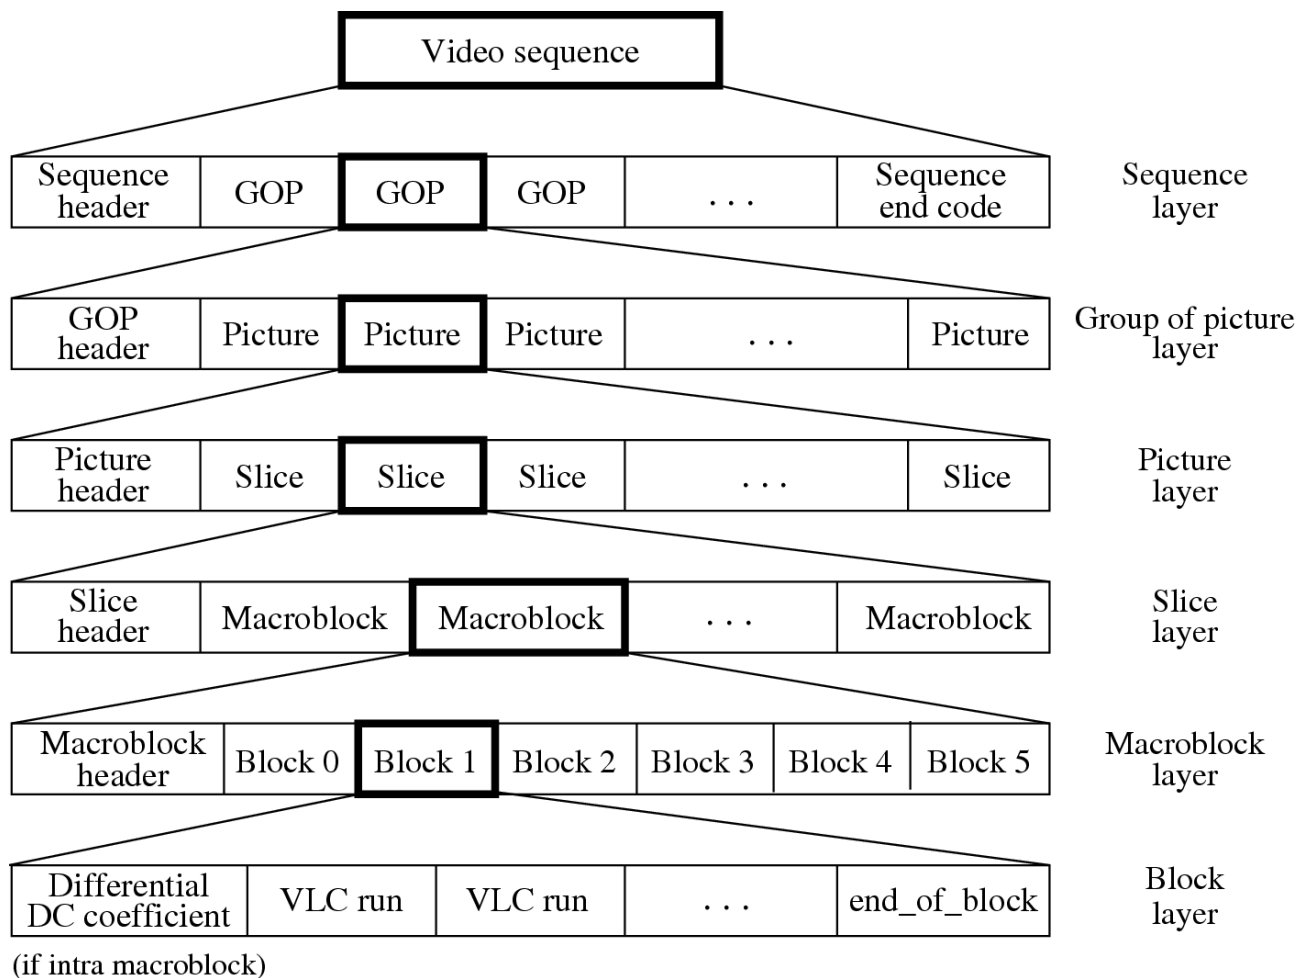 Video sequence
Sequence header GOP GOP GOP . . . Sequence end code Sequence layer
GOP header Picture Picture Picture . . . Picture Group of picture layer
Picture header Slice Slice Slice . . . Slice Picture layer
Slice header Macroblock Macroblock . . . Macroblock Slice layer
Macroblock header Block 0 Block 1 Block 2 Block 3 Block 4 Block 5 Macroblock layer
Differential DC coefficient VLC run VLC run . . . end_of_block Block layer
(if intra macroblock)